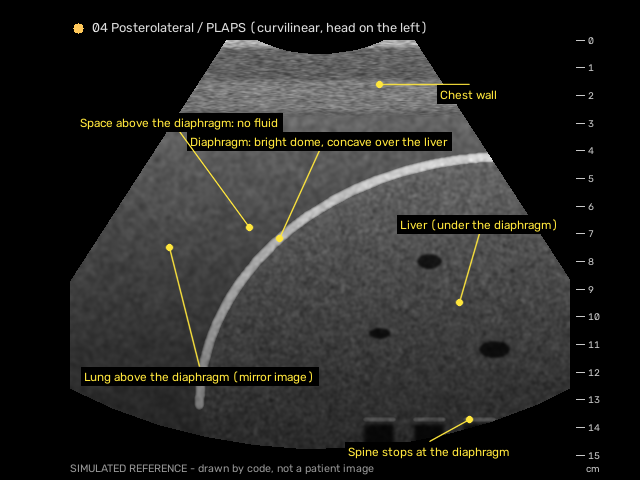 04 Posterolateral / PLAPS (curvilinear, head on the left)
0
1
Chest wall
2
Space above the diaphragm: no fluid
3
Diaphragm: bright dome, concave over the liver
4
5
6
Liver (under the diaphragm)
7
8
9
10
11
12
Lung above the diaphragm (mirror image)
13
14
Spine stops at the diaphragm
15
SIMULATED REFERENCE - drawn by code, not a patient image
cm